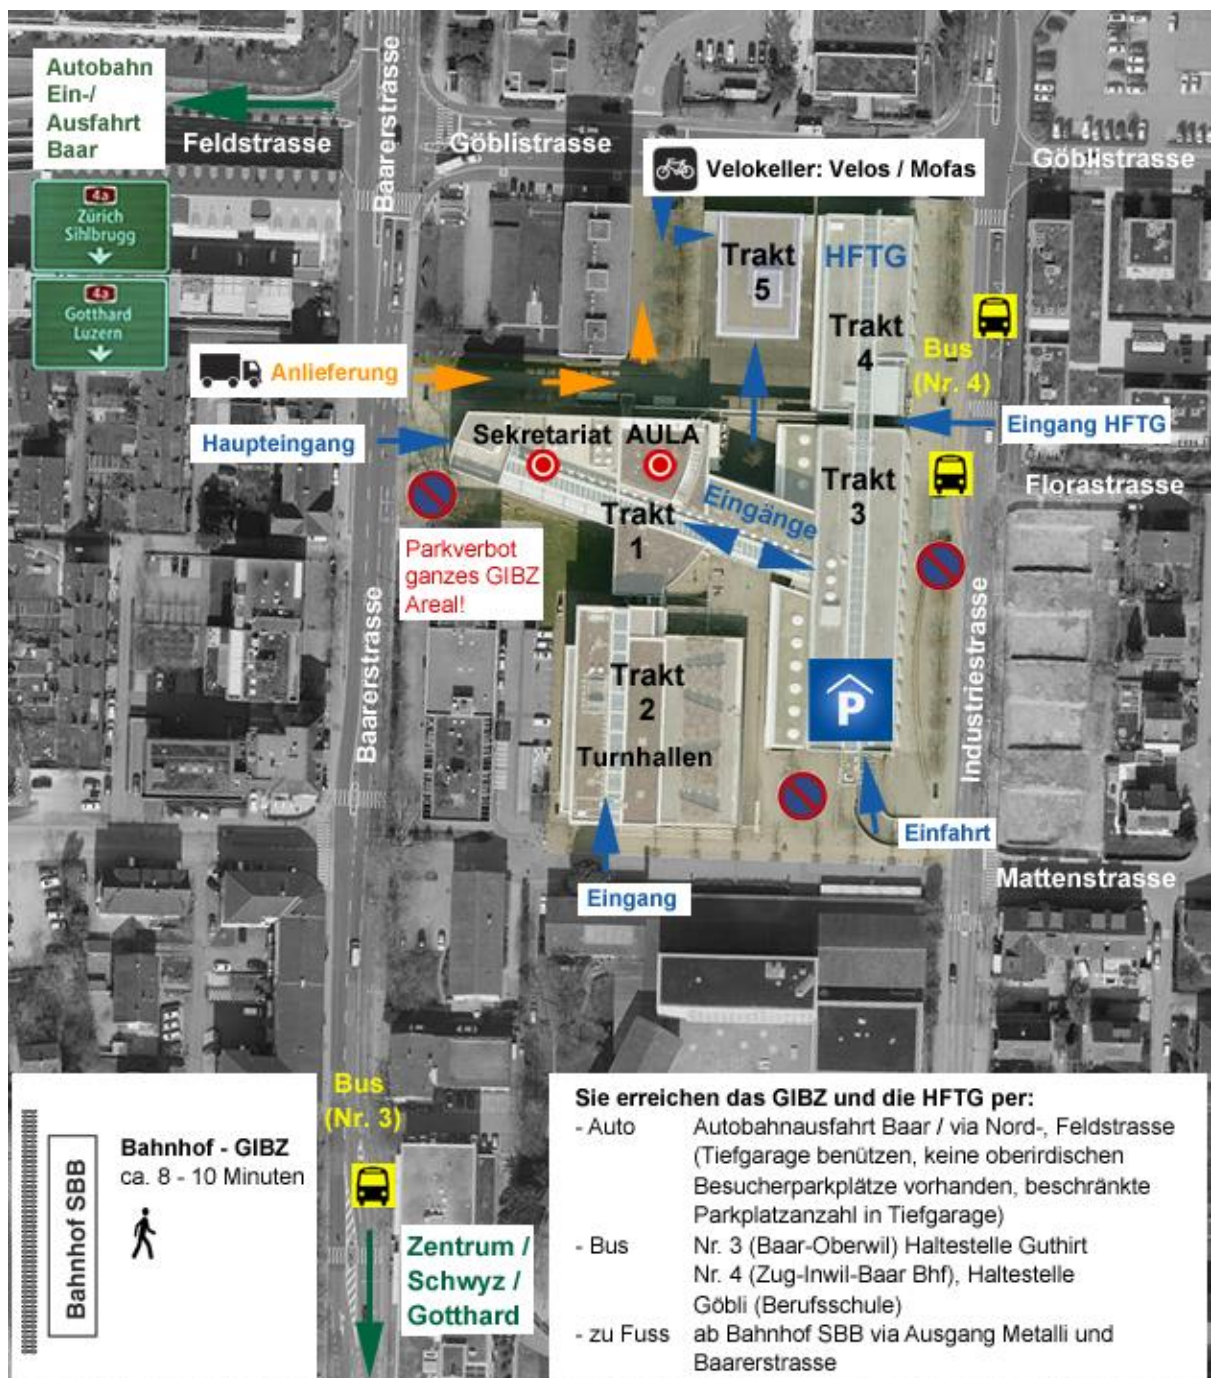 Autobahn
Ein-/
Ausfahrt
Baar
Feldstrasse
Baarerstrasse
Göblistrasse
Göblistrasse
Velokeller: Velos / Mofas
4a
Zürich
Sihlbrugg
4a
Gotthard
Luzern
Trakt
5
HFTG
Trakt
4
Bus
(Nr. 4)
Anlieferung
Haupteingang
Sekretariat
AULA
Eingang HFTG
Trakt
3
Florastrasse
Eingänge
Trakt
1
Parkverbot
ganzes GIBZ
Areal!
Baarerstrasse
Industriestrasse
Trakt
2
Turnhallen
P
Einfahrt
Eingang
Mattenstrasse
Bus
(Nr. 3)
Bahnhof SBB
Bahnhof - GIBZ
ca. 8 - 10 Minuten
Zentrum /
Schwyz /
Gotthard
Sie erreichen das GIBZ und die HFTG per:
- Auto Autobahnausfahrt Baar / via Nord-, Feldstrasse
(Tiefgarage benützen, keine oberirdischen
Besucherparkplätze vorhanden, beschränkte
Parkplatzanzahl in Tiefgarage)
- Bus Nr. 3 (Baar-Oberwil) Haltestelle Guthirt
Nr. 4 (Zug-Inwil-Baar Bhf), Haltestelle
Göbli (Berufsschule)
- zu Fuss ab Bahnhof SBB via Ausgang Metalli und
Baarerstrasse